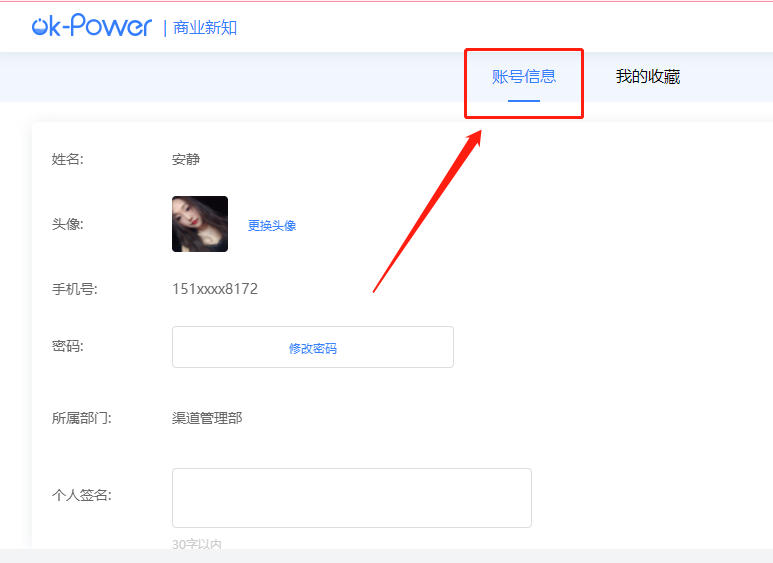 ok-Power | 商业新知
账号信息 我的收藏
姓名: 安静
头像: 更换头像
手机号: 151xxxx8172
密码: 修改密码
所属部门: 渠道管理部
个人签名:
30字以内